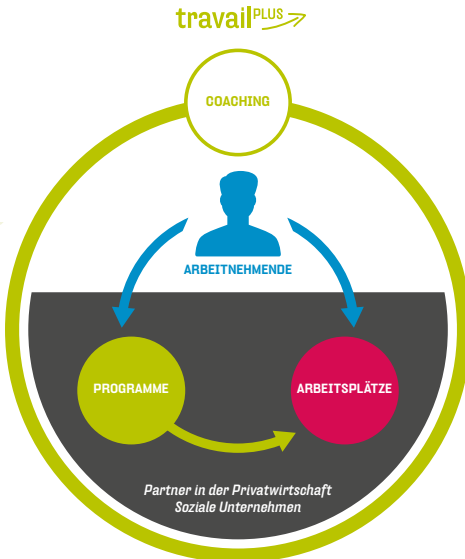 travailPLUS
COACHING
ARBEITNEHMENDE
PROGRAMME
ARBEITSPLÄTZE
Partner in der Privatwirtschaft
Soziale Unternehmen